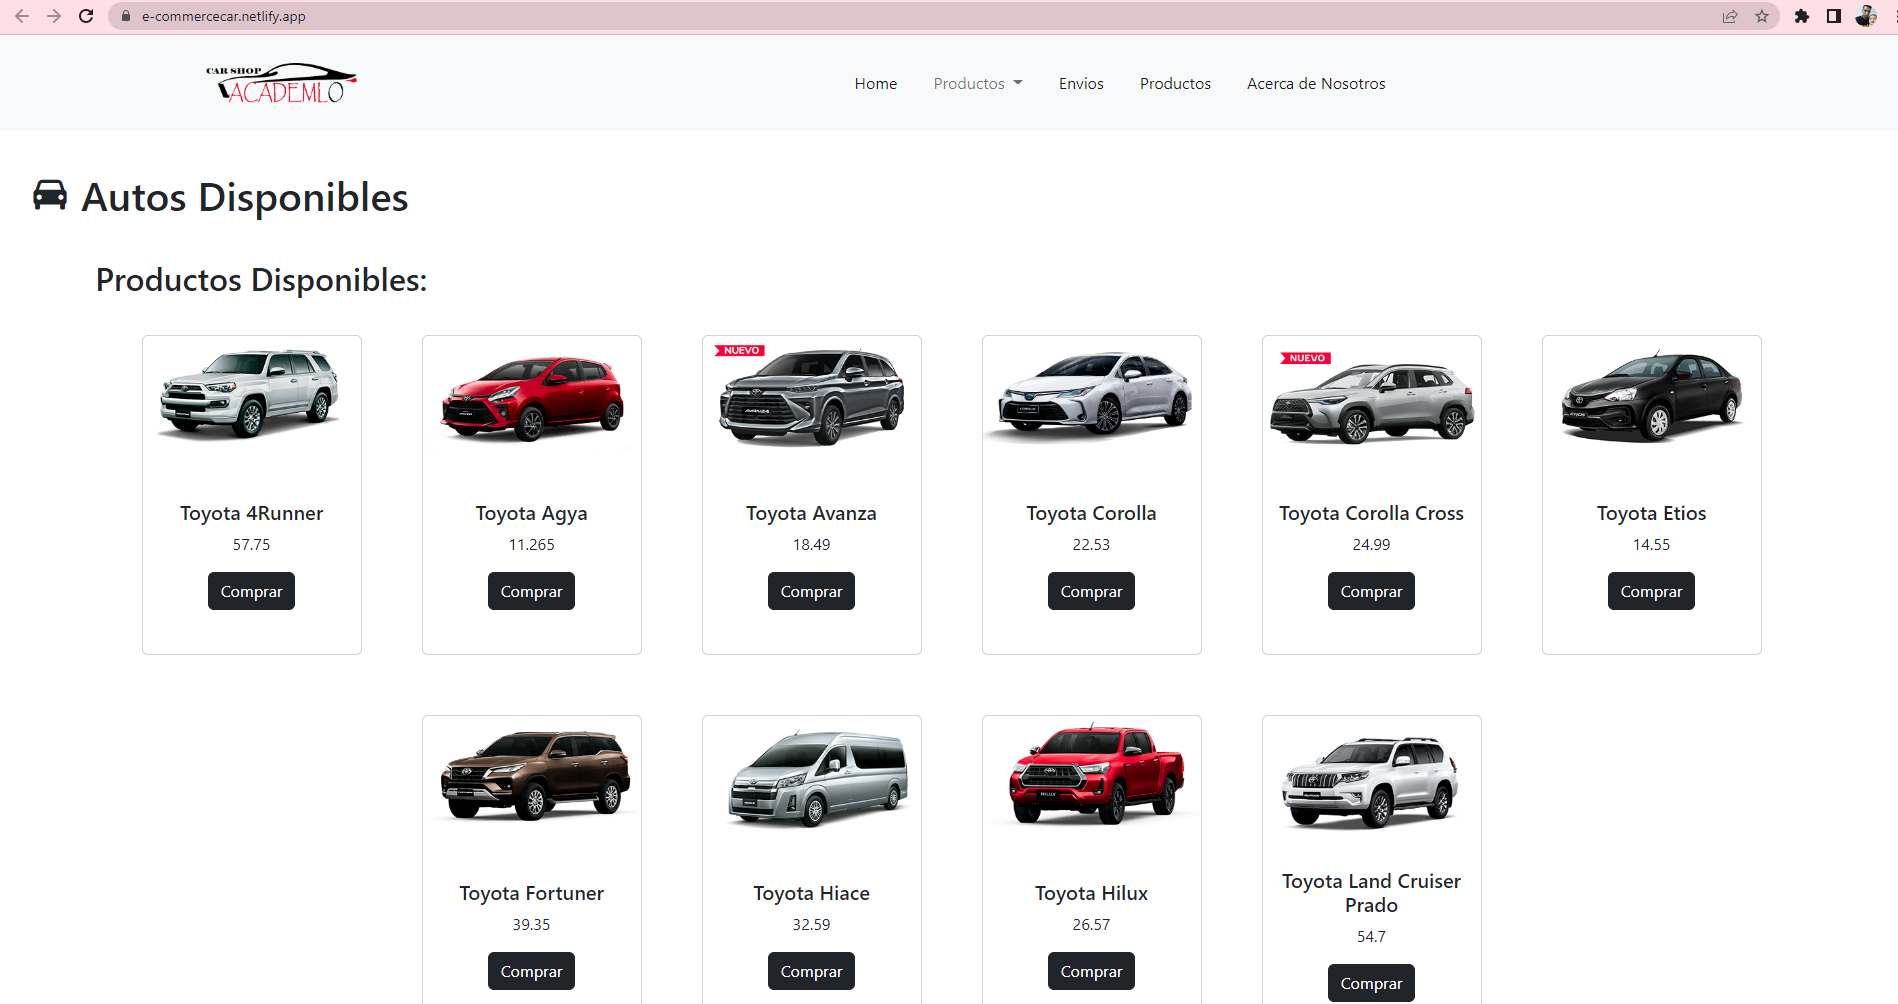 e-commercecar.netlify.app
CAR SHOP
ACADEMLO
Home Productos Envios Productos Acerca de Nosotros
Autos Disponibles
Productos Disponibles:
NUEVO
AVANZA
NUEVO
Toyota 4Runner
57.75
Comprar
Toyota Agya
11.265
Comprar
Toyota Avanza
18.49
Comprar
Toyota Corolla
22.53
Comprar
Toyota Corolla Cross
24.99
Comprar
Toyota Etios
14.55
Comprar
HILUX
Toyota Fortuner
39.35
Comprar
Toyota Hiace
32.59
Comprar
Toyota Hilux
26.57
Comprar
Toyota Land Cruiser
Prado
54.7
Comprar